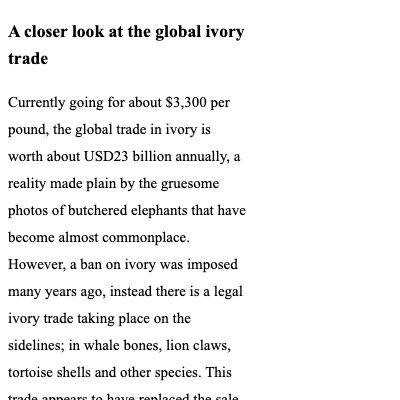 A closer look at the global ivory
trade
Currently going for about $3,300 per
pound, the global trade in ivory is
worth about USD23 billion annually, a
reality made plain by the gruesome
photos of butchered elephants that have
become almost commonplace.
However, a ban on ivory was imposed
many years ago, instead there is a legal
ivory trade taking place on the
sidelines; in whale bones, lion claws,
tortoise shells and other species. This
trade appears to have replaced the sale